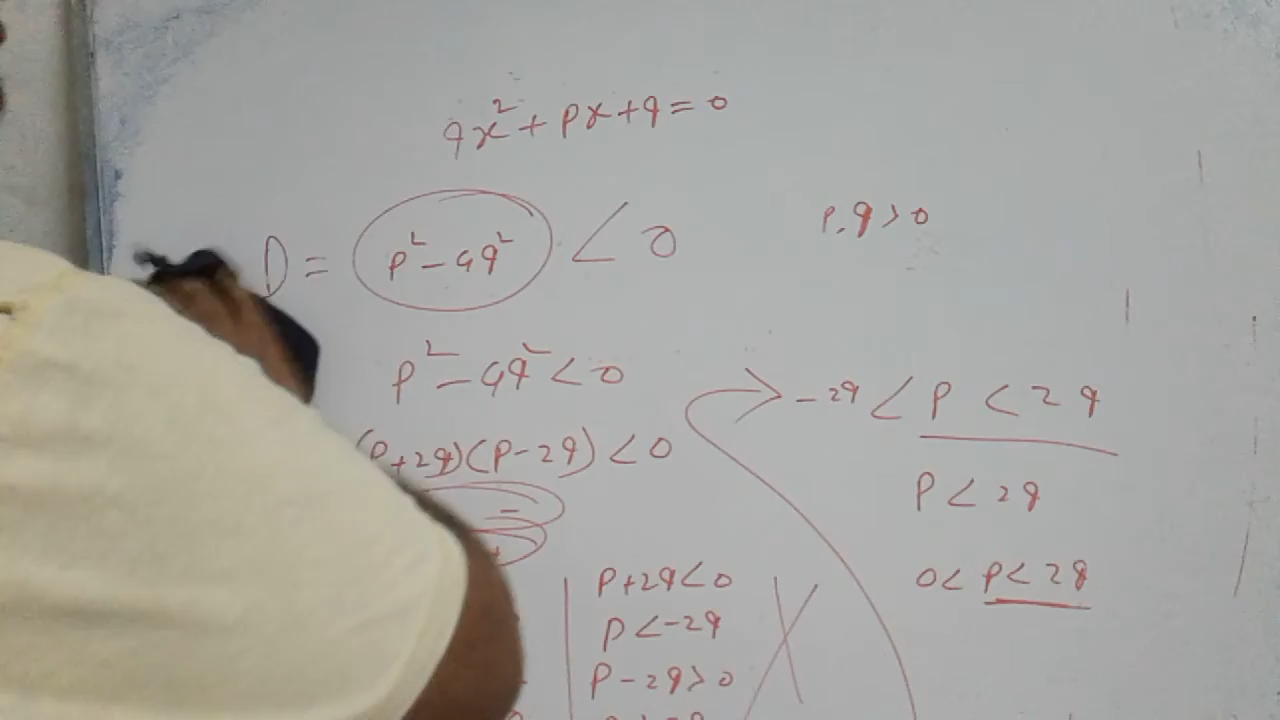 qx² + px + q = 0
D = p² - 4q² < 0
p, q > 0
p² - 4q² < 0
(p+2q)(p-2q) < 0
-
+
p+2q < 0
p < -2q
p-2q > 0
-2q < p < 2q
p < 2q
0 < p < 2q